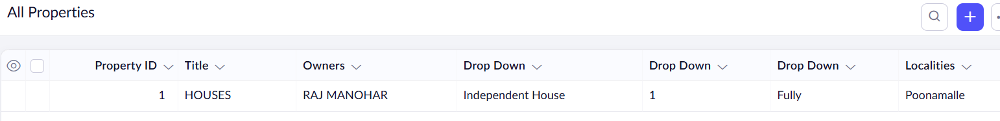 All Properties
Property ID Title Owners Drop Down Drop Down Drop Down Localities
1 HOUSES RAJ MANOHAR Independent House 1 Fully Poonamalle